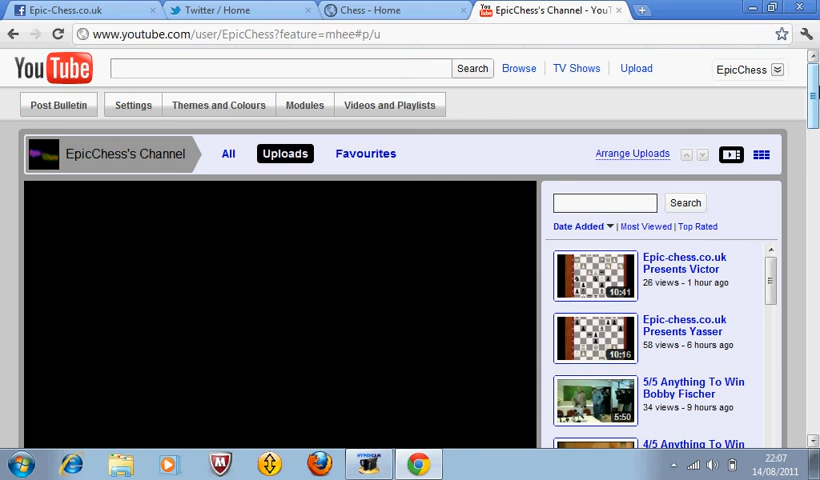 Epic-Chess.co.uk
Twitter / Home
Chess - Home
EpicChess's Channel - YouT
www.youtube.com/user/EpicChess?feature=mhee#p/u
YouTube
Search
Browse
TV Shows
Upload
EpicChess
Post Bulletin
Settings
Themes and Colours
Modules
Videos and Playlists
EpicChess's Channel
All
Uploads
Favourites
Arrange Uploads
Search
Date Added | Most Viewed | Top Rated
Epic-chess.co.uk
Presents Victor
26 views - 1 hour ago
10:41
Epic-chess.co.uk
Presents Yasser
58 views - 6 hours ago
10:16
5/5 Anything To Win
Bobby Fischer
34 views - 9 hours ago
5:50
4/5 Anything To Win
HYPERCAM
22:07
14/08/2011